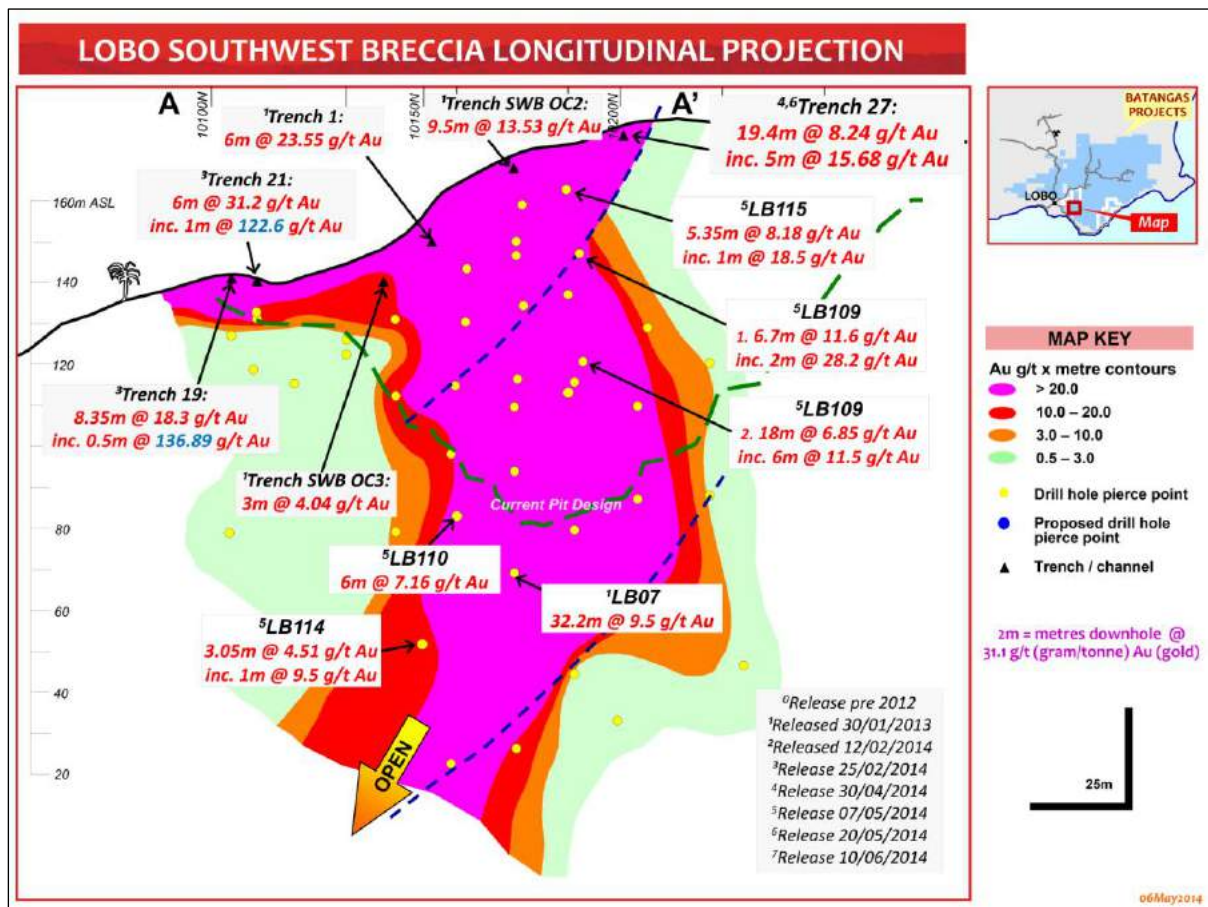 LOBO SOUTHWEST BRECCIA LONGITUDINAL PROJECTION
A
A'
10100N
10150N
10200N
¹Trench 1:
6m @ 23.55 g/t Au
¹Trench SWB OC2:
9.5m @ 13.53 g/t Au
⁴,⁶Trench 27:
19.4m @ 8.24 g/t Au
inc. 5m @ 15.68 g/t Au
³Trench 21:
6m @ 31.2 g/t Au
inc. 1m @ 122.6 g/t Au
⁵LB115
5.35m @ 8.18 g/t Au
inc. 1m @ 18.5 g/t Au
⁵LB109
1. 6.7m @ 11.6 g/t Au
inc. 2m @ 28.2 g/t Au
³Trench 19:
8.35m @ 18.3 g/t Au
inc. 0.5m @ 136.89 g/t Au
⁵LB109
2. 18m @ 6.85 g/t Au
inc. 6m @ 11.5 g/t Au
¹Trench SWB OC3:
3m @ 4.04 g/t Au
Current Pit Design
⁵LB110
6m @ 7.16 g/t Au
¹LB07
32.2m @ 9.5 g/t Au
⁵LB114
3.05m @ 4.51 g/t Au
inc. 1m @ 9.5 g/t Au
OPEN
160m ASL
140
120
100
80
60
40
20
⁰Release pre 2012
¹Released 30/01/2013
²Released 12/02/2014
³Release 25/02/2014
⁴Release 30/04/2014
⁵Release 07/05/2014
⁶Release 20/05/2014
⁷Release 10/06/2014
BATANGAS
PROJECTS
LOBO
Map
MAP KEY
Au g/t x metre contours
> 20.0
10.0 – 20.0
3.0 – 10.0
0.5 – 3.0
Drill hole pierce point
Proposed drill hole
pierce point
Trench / channel
2m = metres downhole @
31.1 g/t (gram/tonne) Au (gold)
25m
06May2014